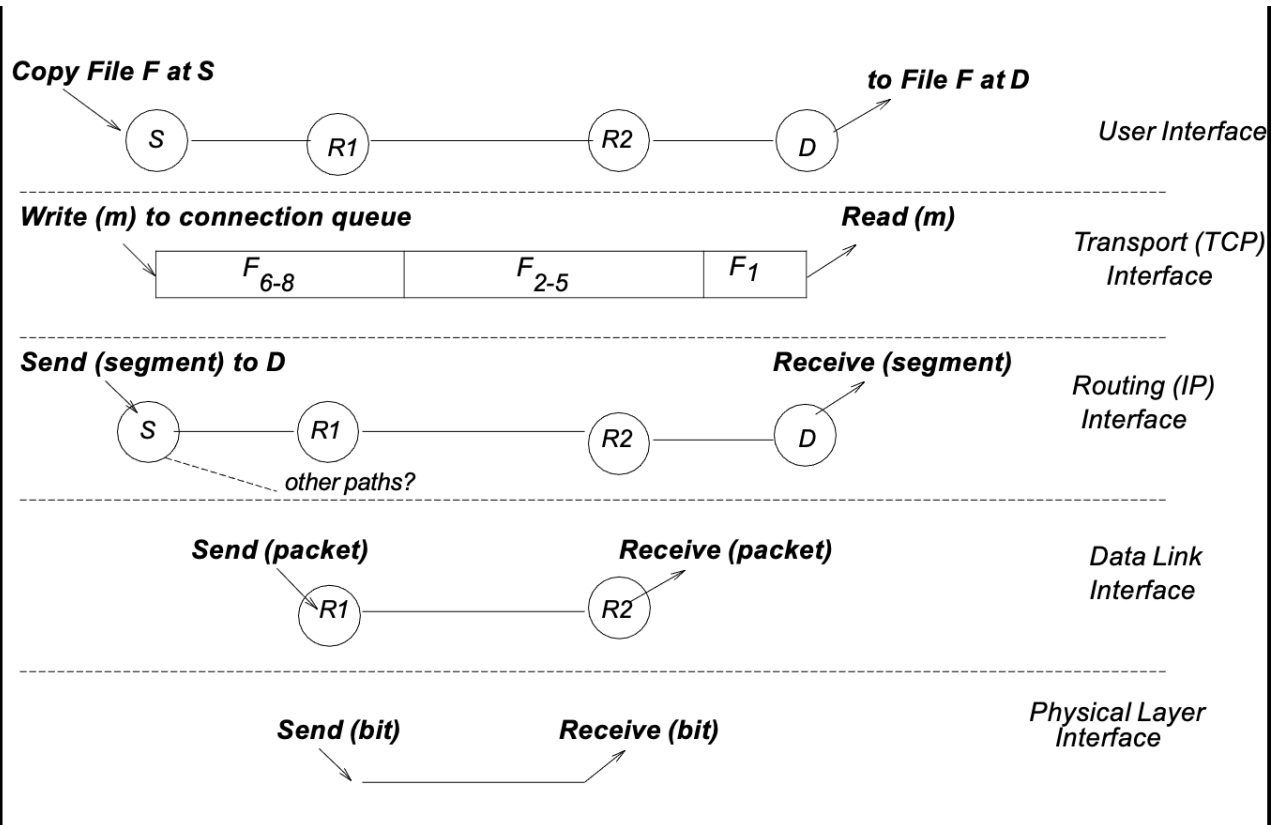 Copy File F at S
to File F at D
S
R1
R2
D
User Interface
Write (m) to connection queue
Read (m)
Transport (TCP)
Interface
F6-8
F2-5
F1
Send (segment) to D
Receive (segment)
Routing (IP)
Interface
S
R1
R2
D
other paths?
Send (packet)
Receive (packet)
Data Link
Interface
R1
R2
Physical Layer
Interface
Send (bit)
Receive (bit)